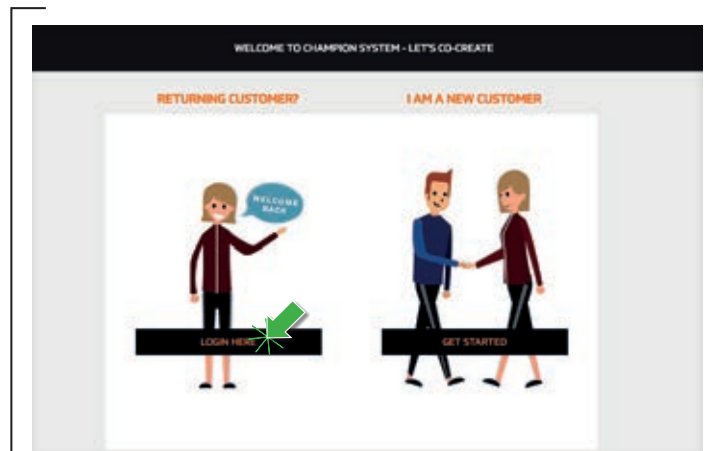 WELCOME TO CHAMPION SYSTEM - LET'S CO-CREATE
RETURNING CUSTOMER?
I AM A NEW CUSTOMER
WELCOME
BACK
LOGIN HERE
GET STARTED